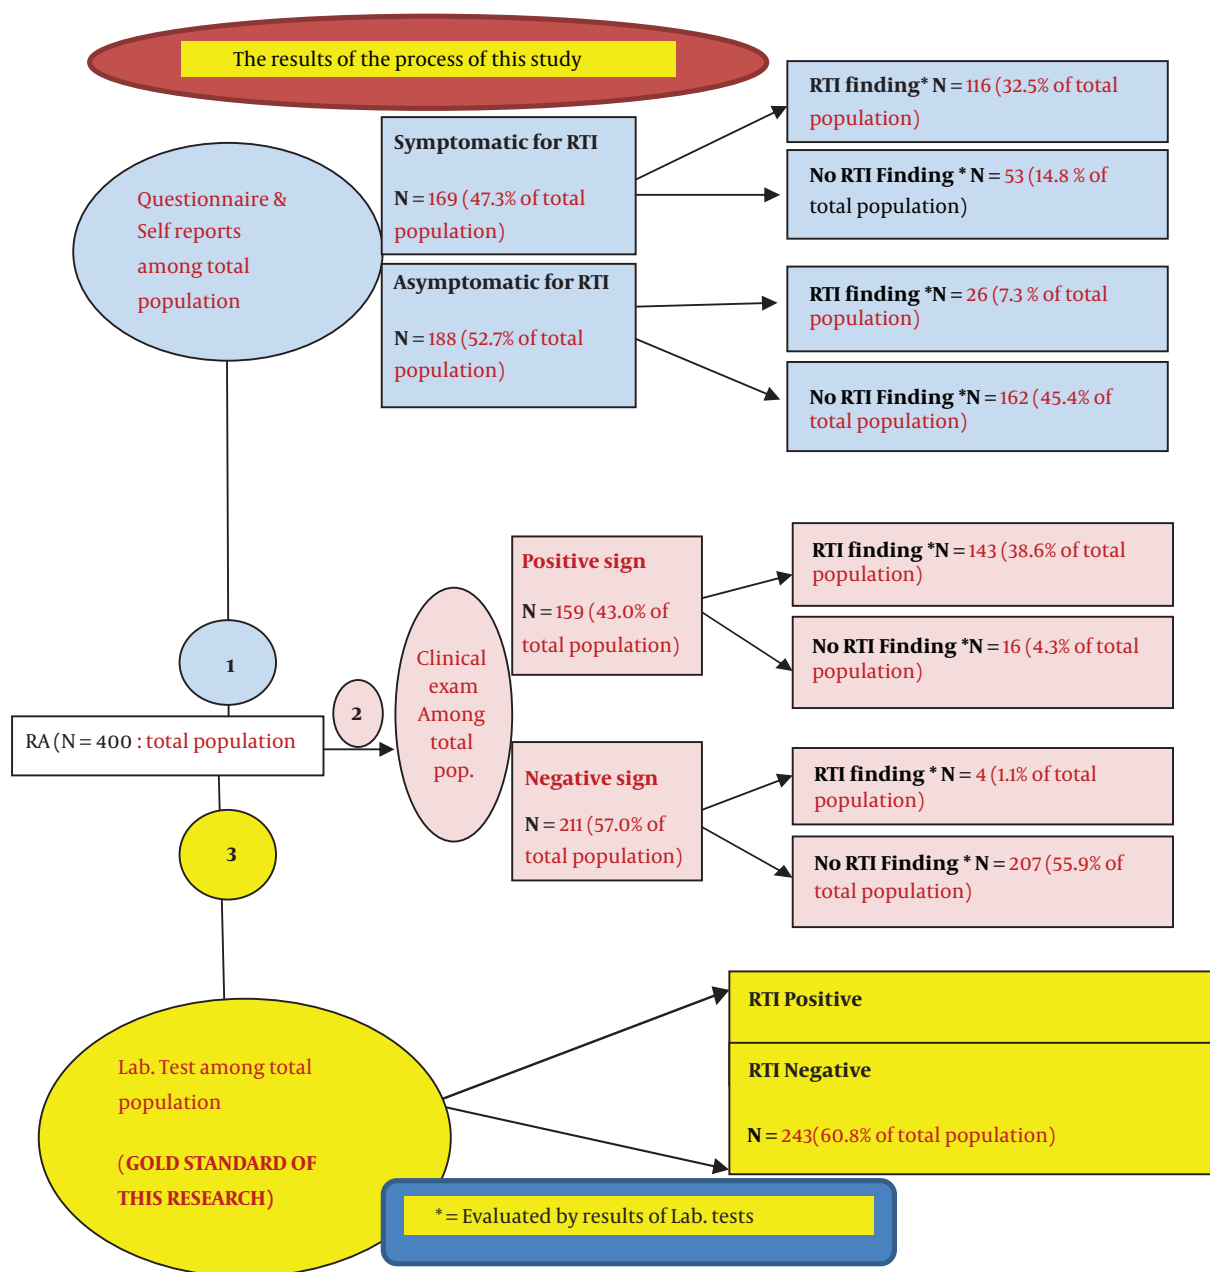 The results of the process of this study
Questionnaire &
Self reports
among total
population
Symptomatic for RTI
N = 169 (47.3% of total
population)
Asymptomatic for RTI
N = 188 (52.7% of total
population)
RTI finding* N = 116 (32.5% of total
population)
No RTI Finding * N = 53 (14.8 % of
total population)
RTI finding *N = 26 (7.3 % of total
population)
No RTI Finding *N = 162 (45.4% of
total population)
1
RA (N = 400 : total population
2
Clinical
exam
Among
total
pop.
Positive sign
N = 159 (43.0% of
total population)
Negative sign
N = 211 (57.0% of
total population)
RTI finding *N = 143 (38.6% of total
population)
No RTI Finding *N = 16 (4.3% of total
population)
RTI finding * N = 4 (1.1% of total
population)
No RTI Finding * N = 207 (55.9% of
total population)
3
Lab. Test among total
population
(GOLD STANDARD OF
THIS RESEARCH)
RTI Positive
RTI Negative
N = 243(60.8% of total population)
* = Evaluated by results of Lab. tests